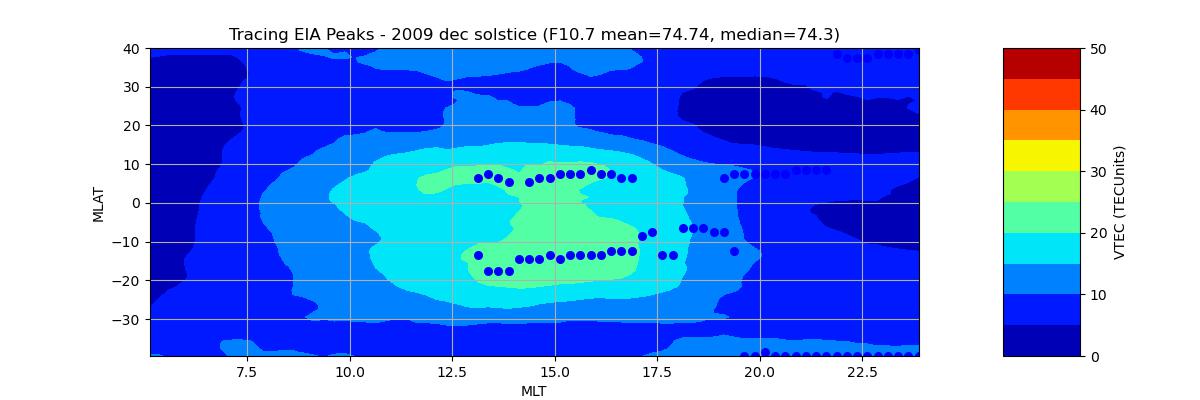 Tracing EIA Peaks - 2009 dec solstice (F10.7 mean=74.74, median=74.3)
40
30
20
10
0
−10
−20
−30
MLAT
7.5 10.0 12.5 15.0 17.5 20.0 22.5
MLT
50
40
30
20
10
0
VTEC (TECUnits)